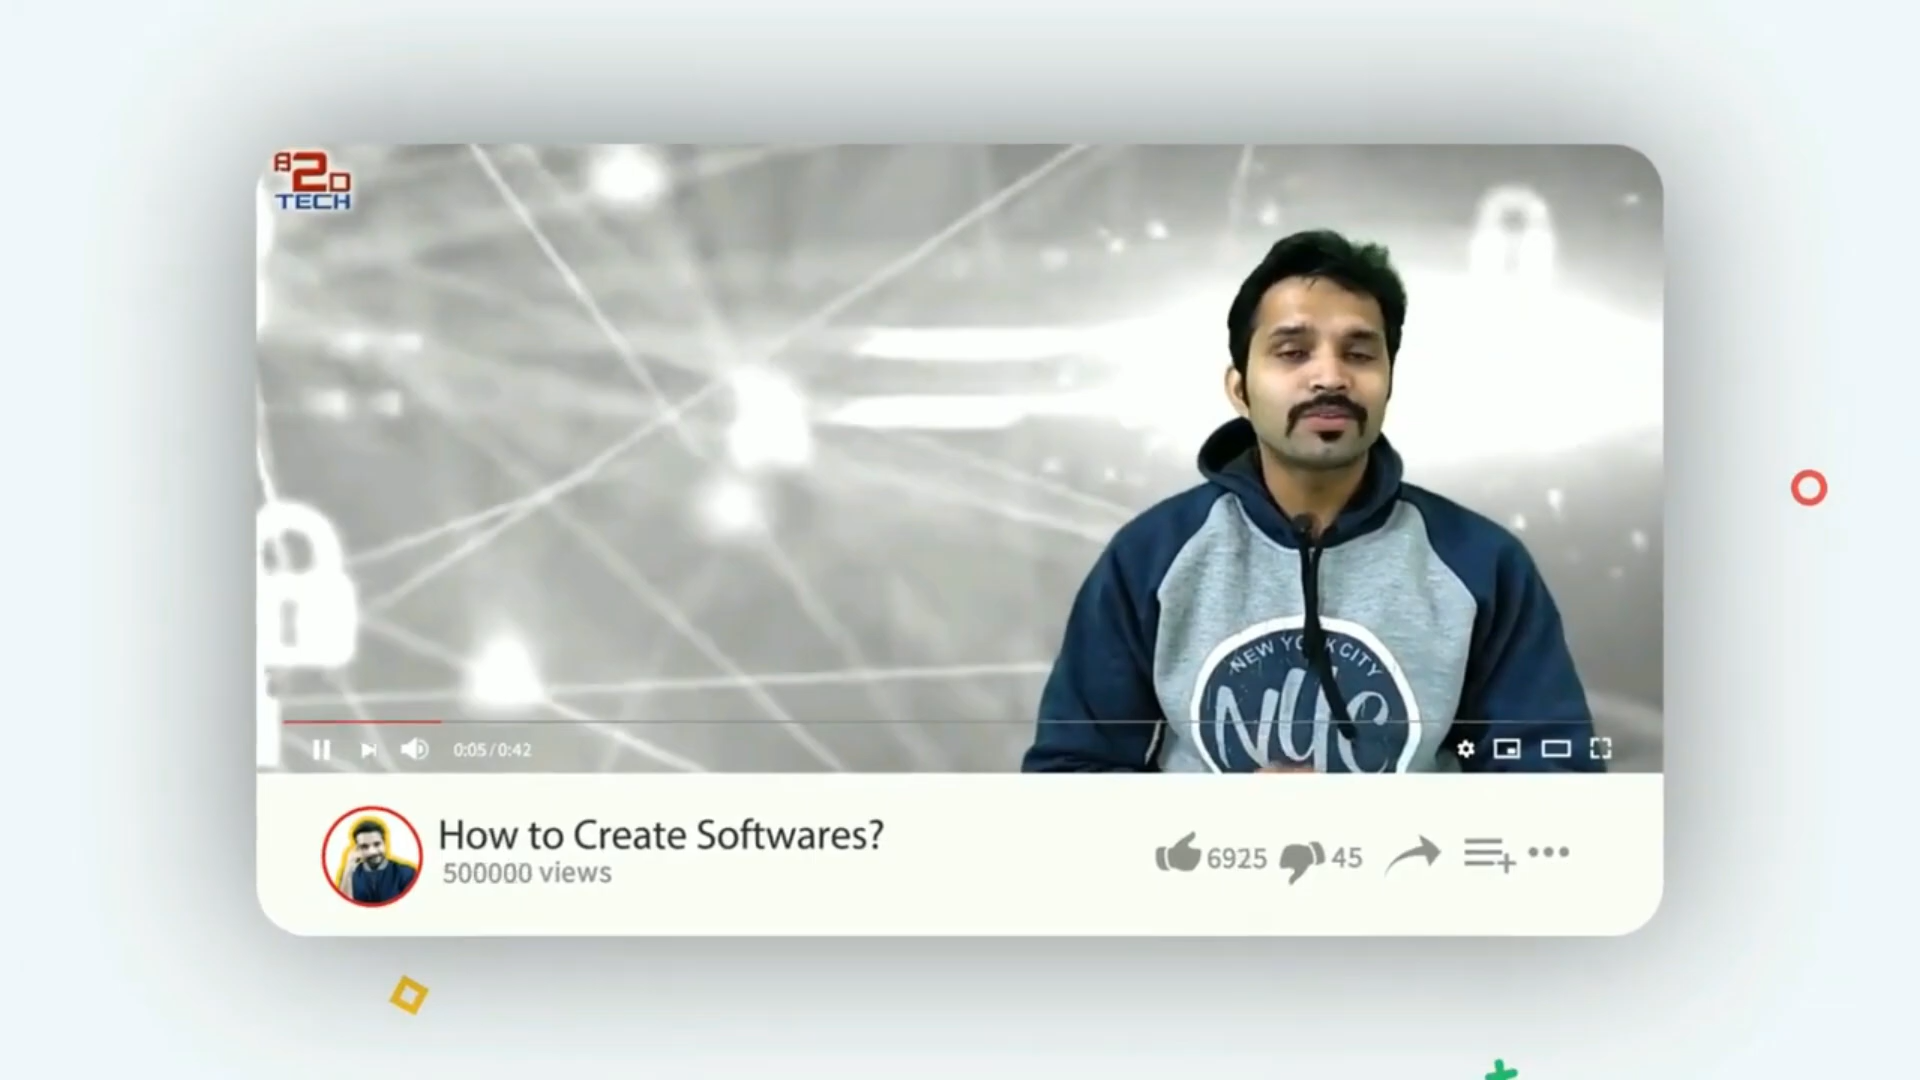 A2D
TECH
NEW YORK CITY
NYC
0:05 / 0:42
How to Create Softwares?
500000 views
6925
45